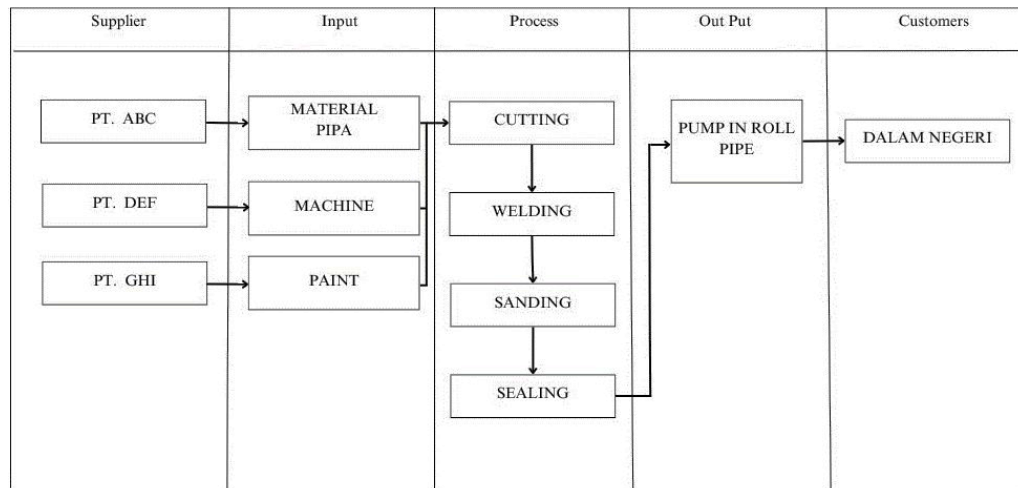 Supplier
Input
Process
Out Put
Customers
PT. ABC
MATERIAL
PIPA
CUTTING
PUMP IN ROLL
PIPE
DALAM NEGERI
PT. DEF
MACHINE
WELDING
PT. GHI
PAINT
SANDING
SEALING